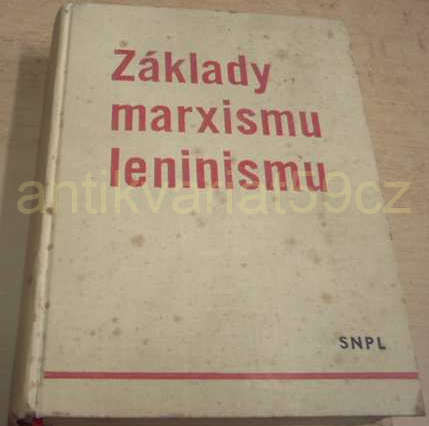 Základy
marxismu
leninismu
antikvariat59cz
SNPL